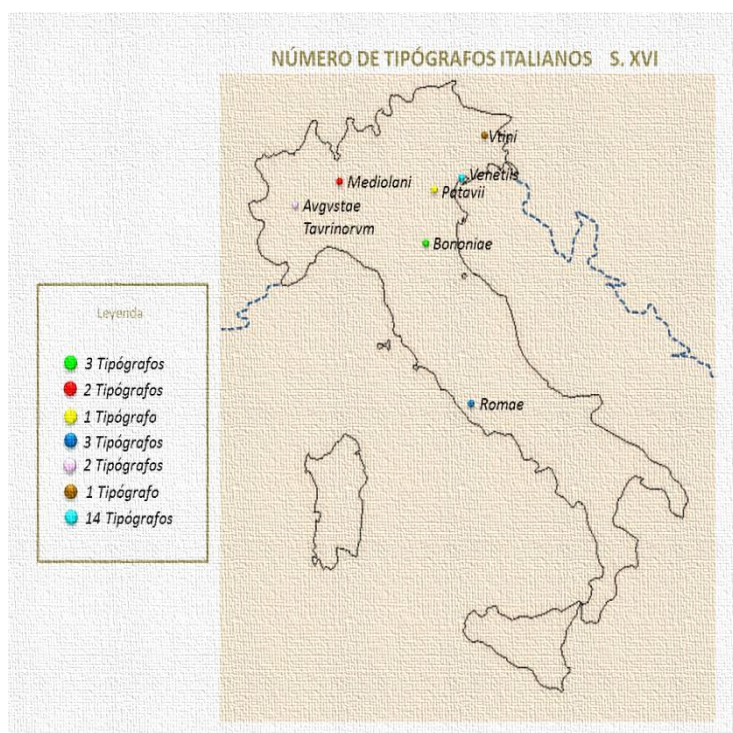 NÚMERO DE TIPÓGRAFOS ITALIANOS S. XVI
Vtini
Venetiis
Mediolani
Patavii
Avgvstae
Tavrinorvm
Bononiae
Romae
Leyenda
3 Tipógrafos
2 Tipógrafos
1 Tipógrafo
3 Tipógrafos
2 Tipógrafos
1 Tipógrafo
14 Tipógrafos